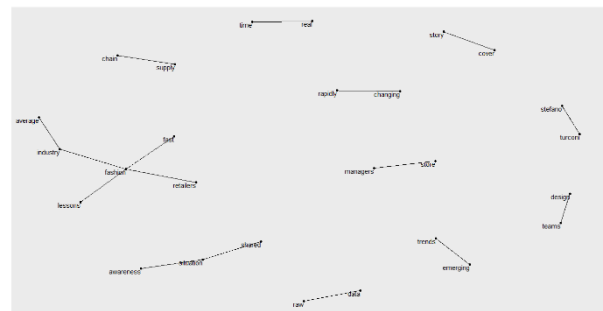 time real
story
cover
chain
supply
rapidly changing
stefano
average
turconi
fast
industry
store
fashion
managers
retailers
design
lessons
teams
shared
trends
situation
awareness
emerging
data
raw